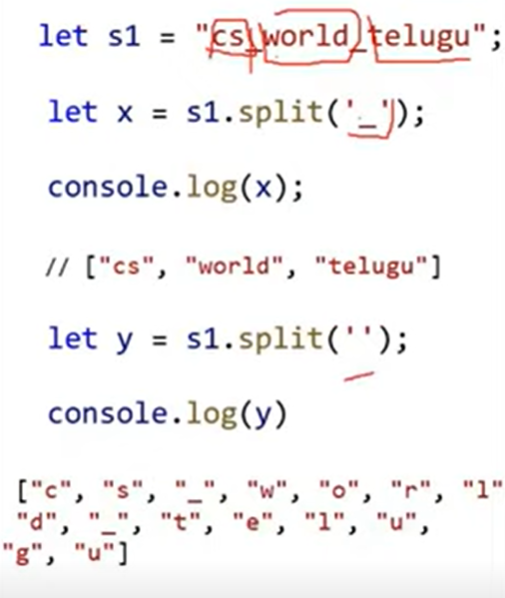 let s1 = "cs_world_telugu";
let x = s1.split('_');
console.log(x);
// ["cs", "world", "telugu"]
let y = s1.split('');
console.log(y)
["c", "s", "_", "w", "o", "r", "l"
"d", "_", "t", "e", "l", "u",
"g", "u"]